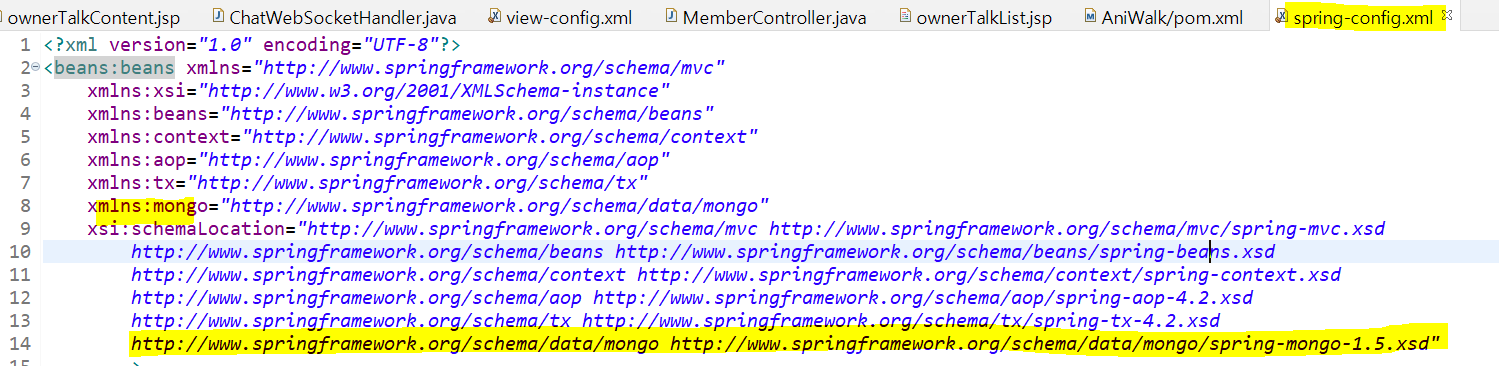 ownerTalkContent.jsp ChatWebSocketHandler.java view-config.xml MemberController.java ownerTalkList.jsp AniWalk/pom.xml spring-config.xml
1 <?xml version="1.0" encoding="UTF-8"?>
2 <beans:beans xmlns="http://www.springframework.org/schema/mvc"
3 xmlns:xsi="http://www.w3.org/2001/XMLSchema-instance"
4 xmlns:beans="http://www.springframework.org/schema/beans"
5 xmlns:context="http://www.springframework.org/schema/context"
6 xmlns:aop="http://www.springframework.org/schema/aop"
7 xmlns:tx="http://www.springframework.org/schema/tx"
8 xmlns:mongo="http://www.springframework.org/schema/data/mongo"
9 xsi:schemaLocation="http://www.springframework.org/schema/mvc http://www.springframework.org/schema/mvc/spring-mvc.xsd
10 http://www.springframework.org/schema/beans http://www.springframework.org/schema/beans/spring-beans.xsd
11 http://www.springframework.org/schema/context http://www.springframework.org/schema/context/spring-context.xsd
12 http://www.springframework.org/schema/aop http://www.springframework.org/schema/aop/spring-aop-4.2.xsd
13 http://www.springframework.org/schema/tx http://www.springframework.org/schema/tx/spring-tx-4.2.xsd
14 http://www.springframework.org/schema/data/mongo http://www.springframework.org/schema/data/mongo/spring-mongo-1.5.xsd"